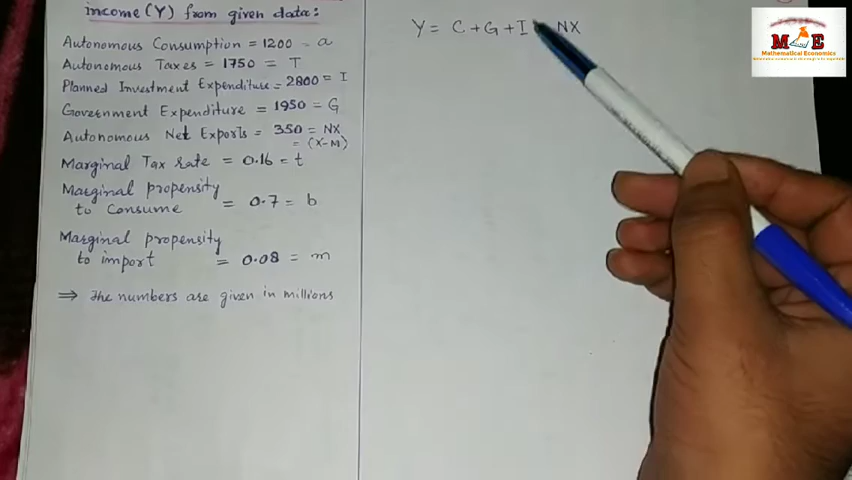 income (Y) from given data:
Autonomous Consumption = 1200 = a
Autonomous Taxes = 1750 = T
Planned Investment Expenditure = 2800 = I
Government Expenditure = 1950 = G
Autonomous Net Exports = 350 = NX
= (X-M)
Marginal Tax rate = 0.16 = t
Marginal propensity
to Consume = 0.7 = b
Marginal propensity
to import = 0.08 = m
⇒ The numbers are given in millions
Y = C + G + I NX
M E
Mathematical Economics